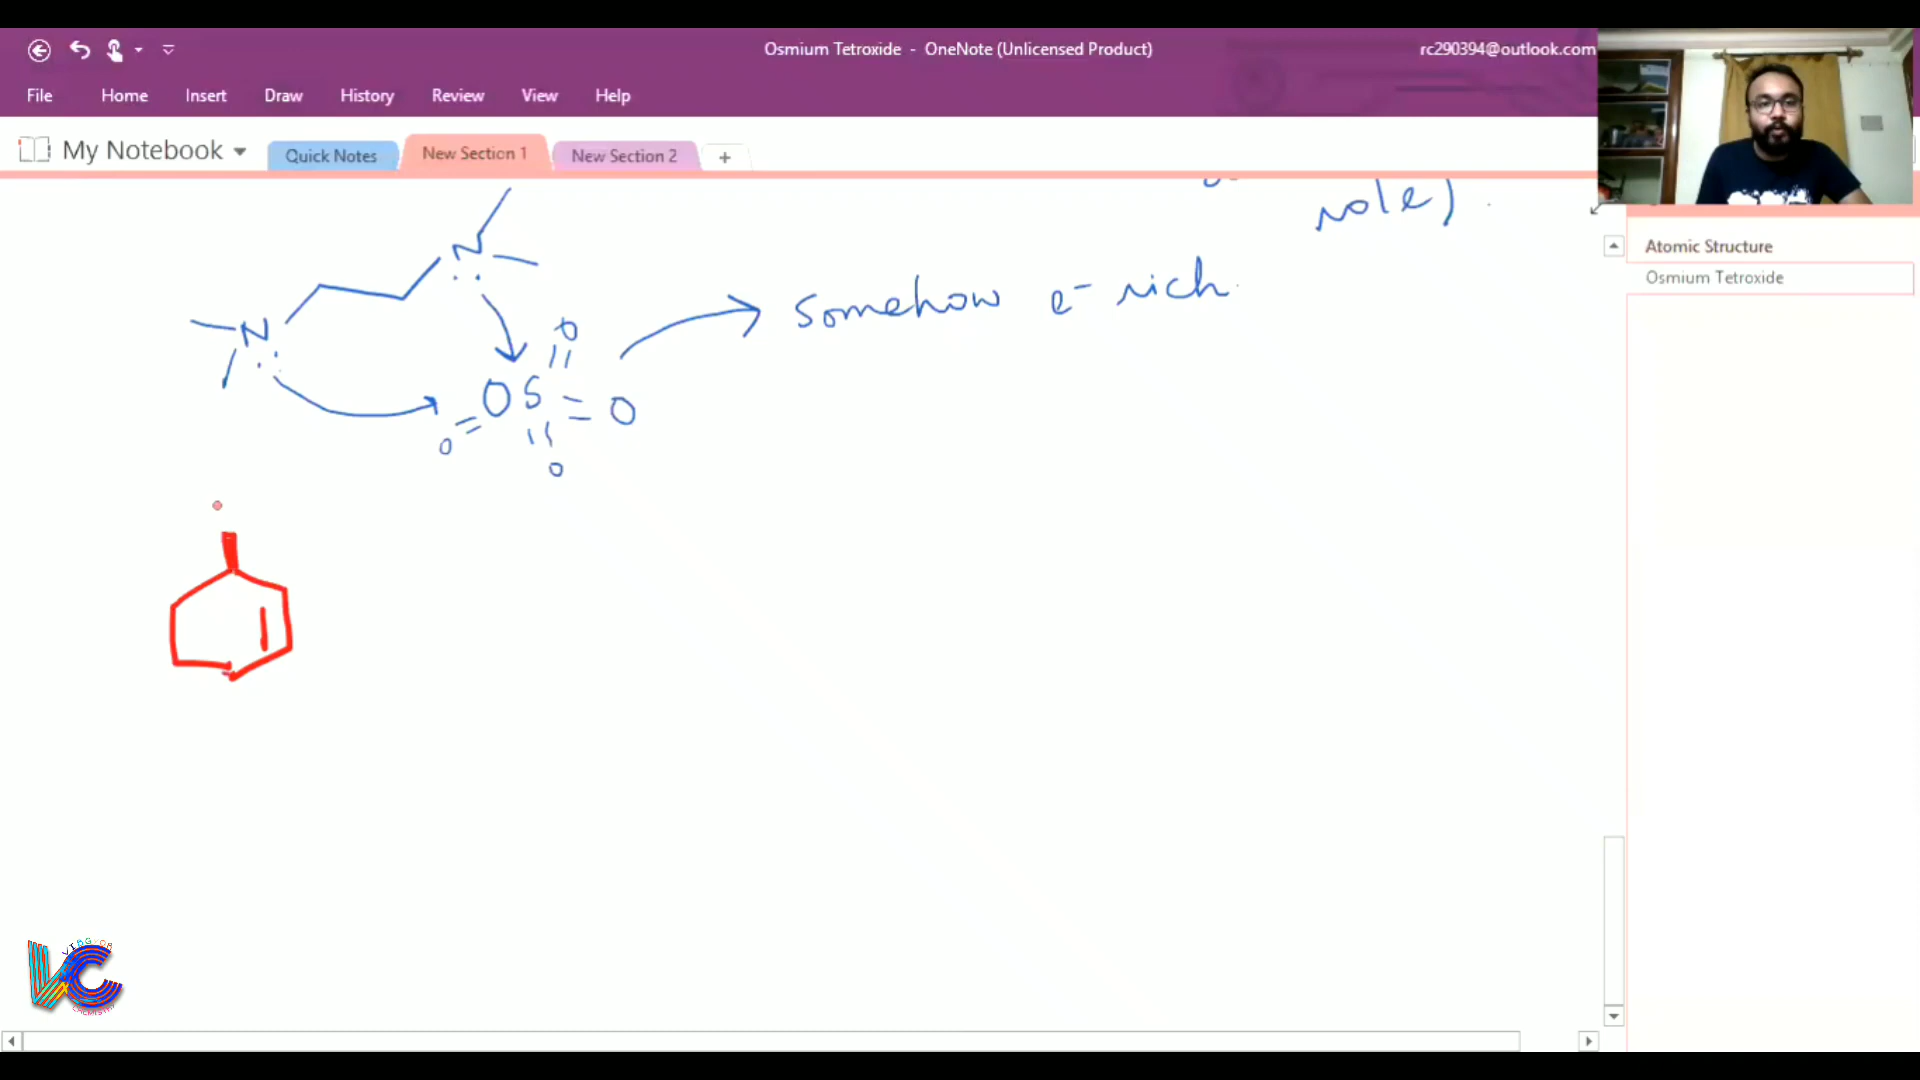 Osmium Tetroxide - OneNote (Unlicensed Product)
rc290394@outlook.com
File Home Insert Draw History Review View Help
My Notebook
Quick Notes
New Section 1
New Section 2
+
Atomic Structure
Osmium Tetroxide
role) .
N
somehow e- rich.
N
O
OS = O
O
O
VC